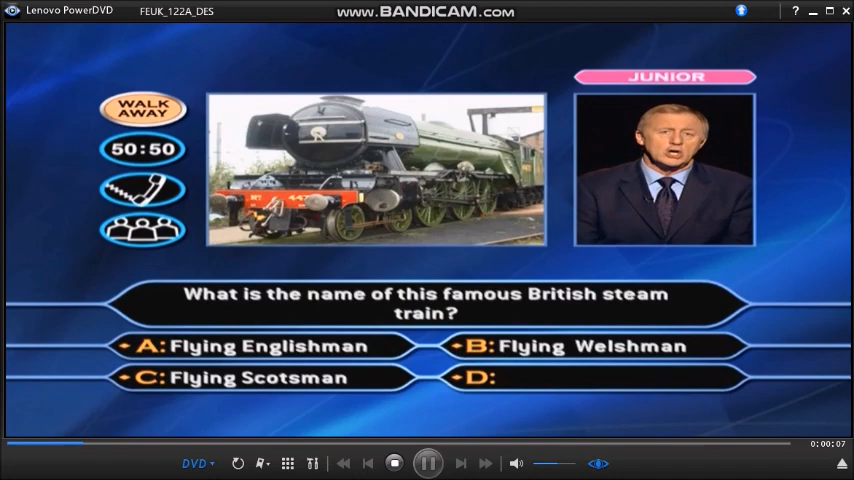 Lenovo PowerDVD
FEUK_122A_DES
www.BANDICAM.com
?
JUNIOR
WALK
AWAY
50:50
What is the name of this famous British steam
train?
A: Flying Englishman
B: Flying Welshman
C: Flying Scotsman
D:
0:00:07
DVD